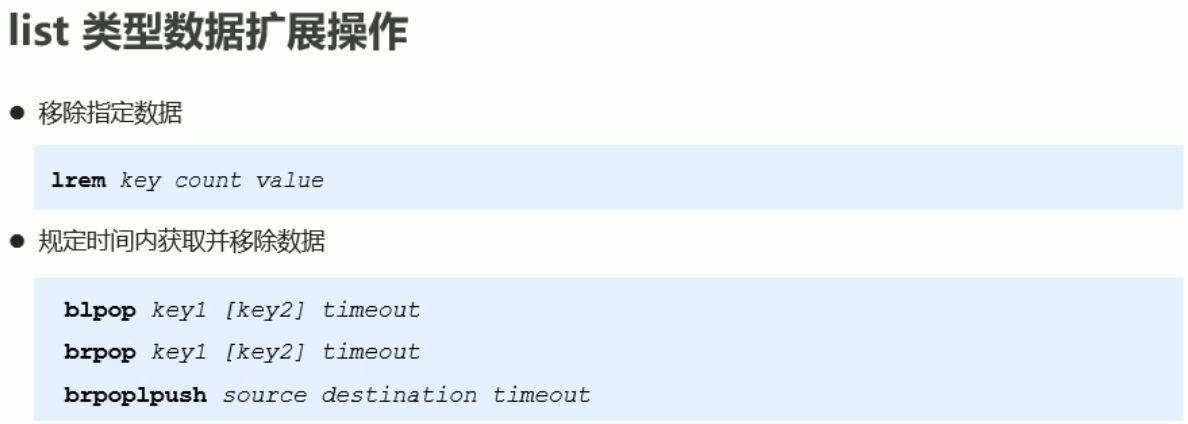 list 类型数据扩展操作
● 移除指定数据
lrem key count value
● 规定时间内获取并移除数据
blpop key1 [key2] timeout
brpop key1 [key2] timeout
brpoplpush source destination timeout